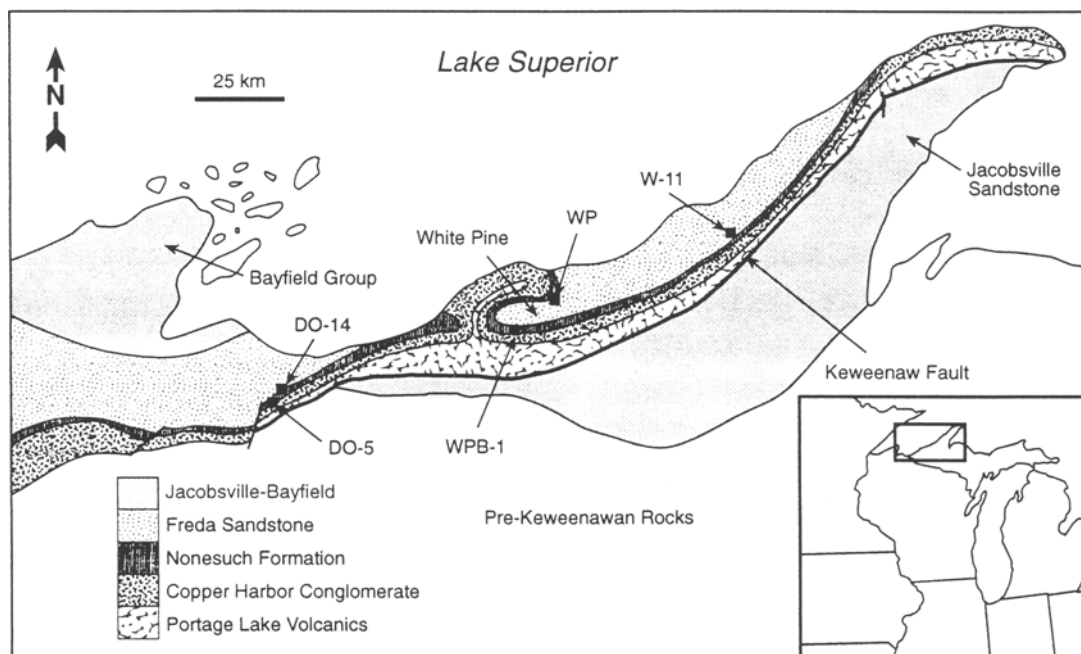 Lake Superior
25 km
N
W-11
Jacobsville
Sandstone
WP
White Pine
Bayfield Group
DO-14
Keweenaw Fault
DO-5
WPB-1
Jacobsville-Bayfield
Freda Sandstone
Pre-Keweenawan Rocks
Nonesuch Formation
Copper Harbor Conglomerate
Portage Lake Volcanics